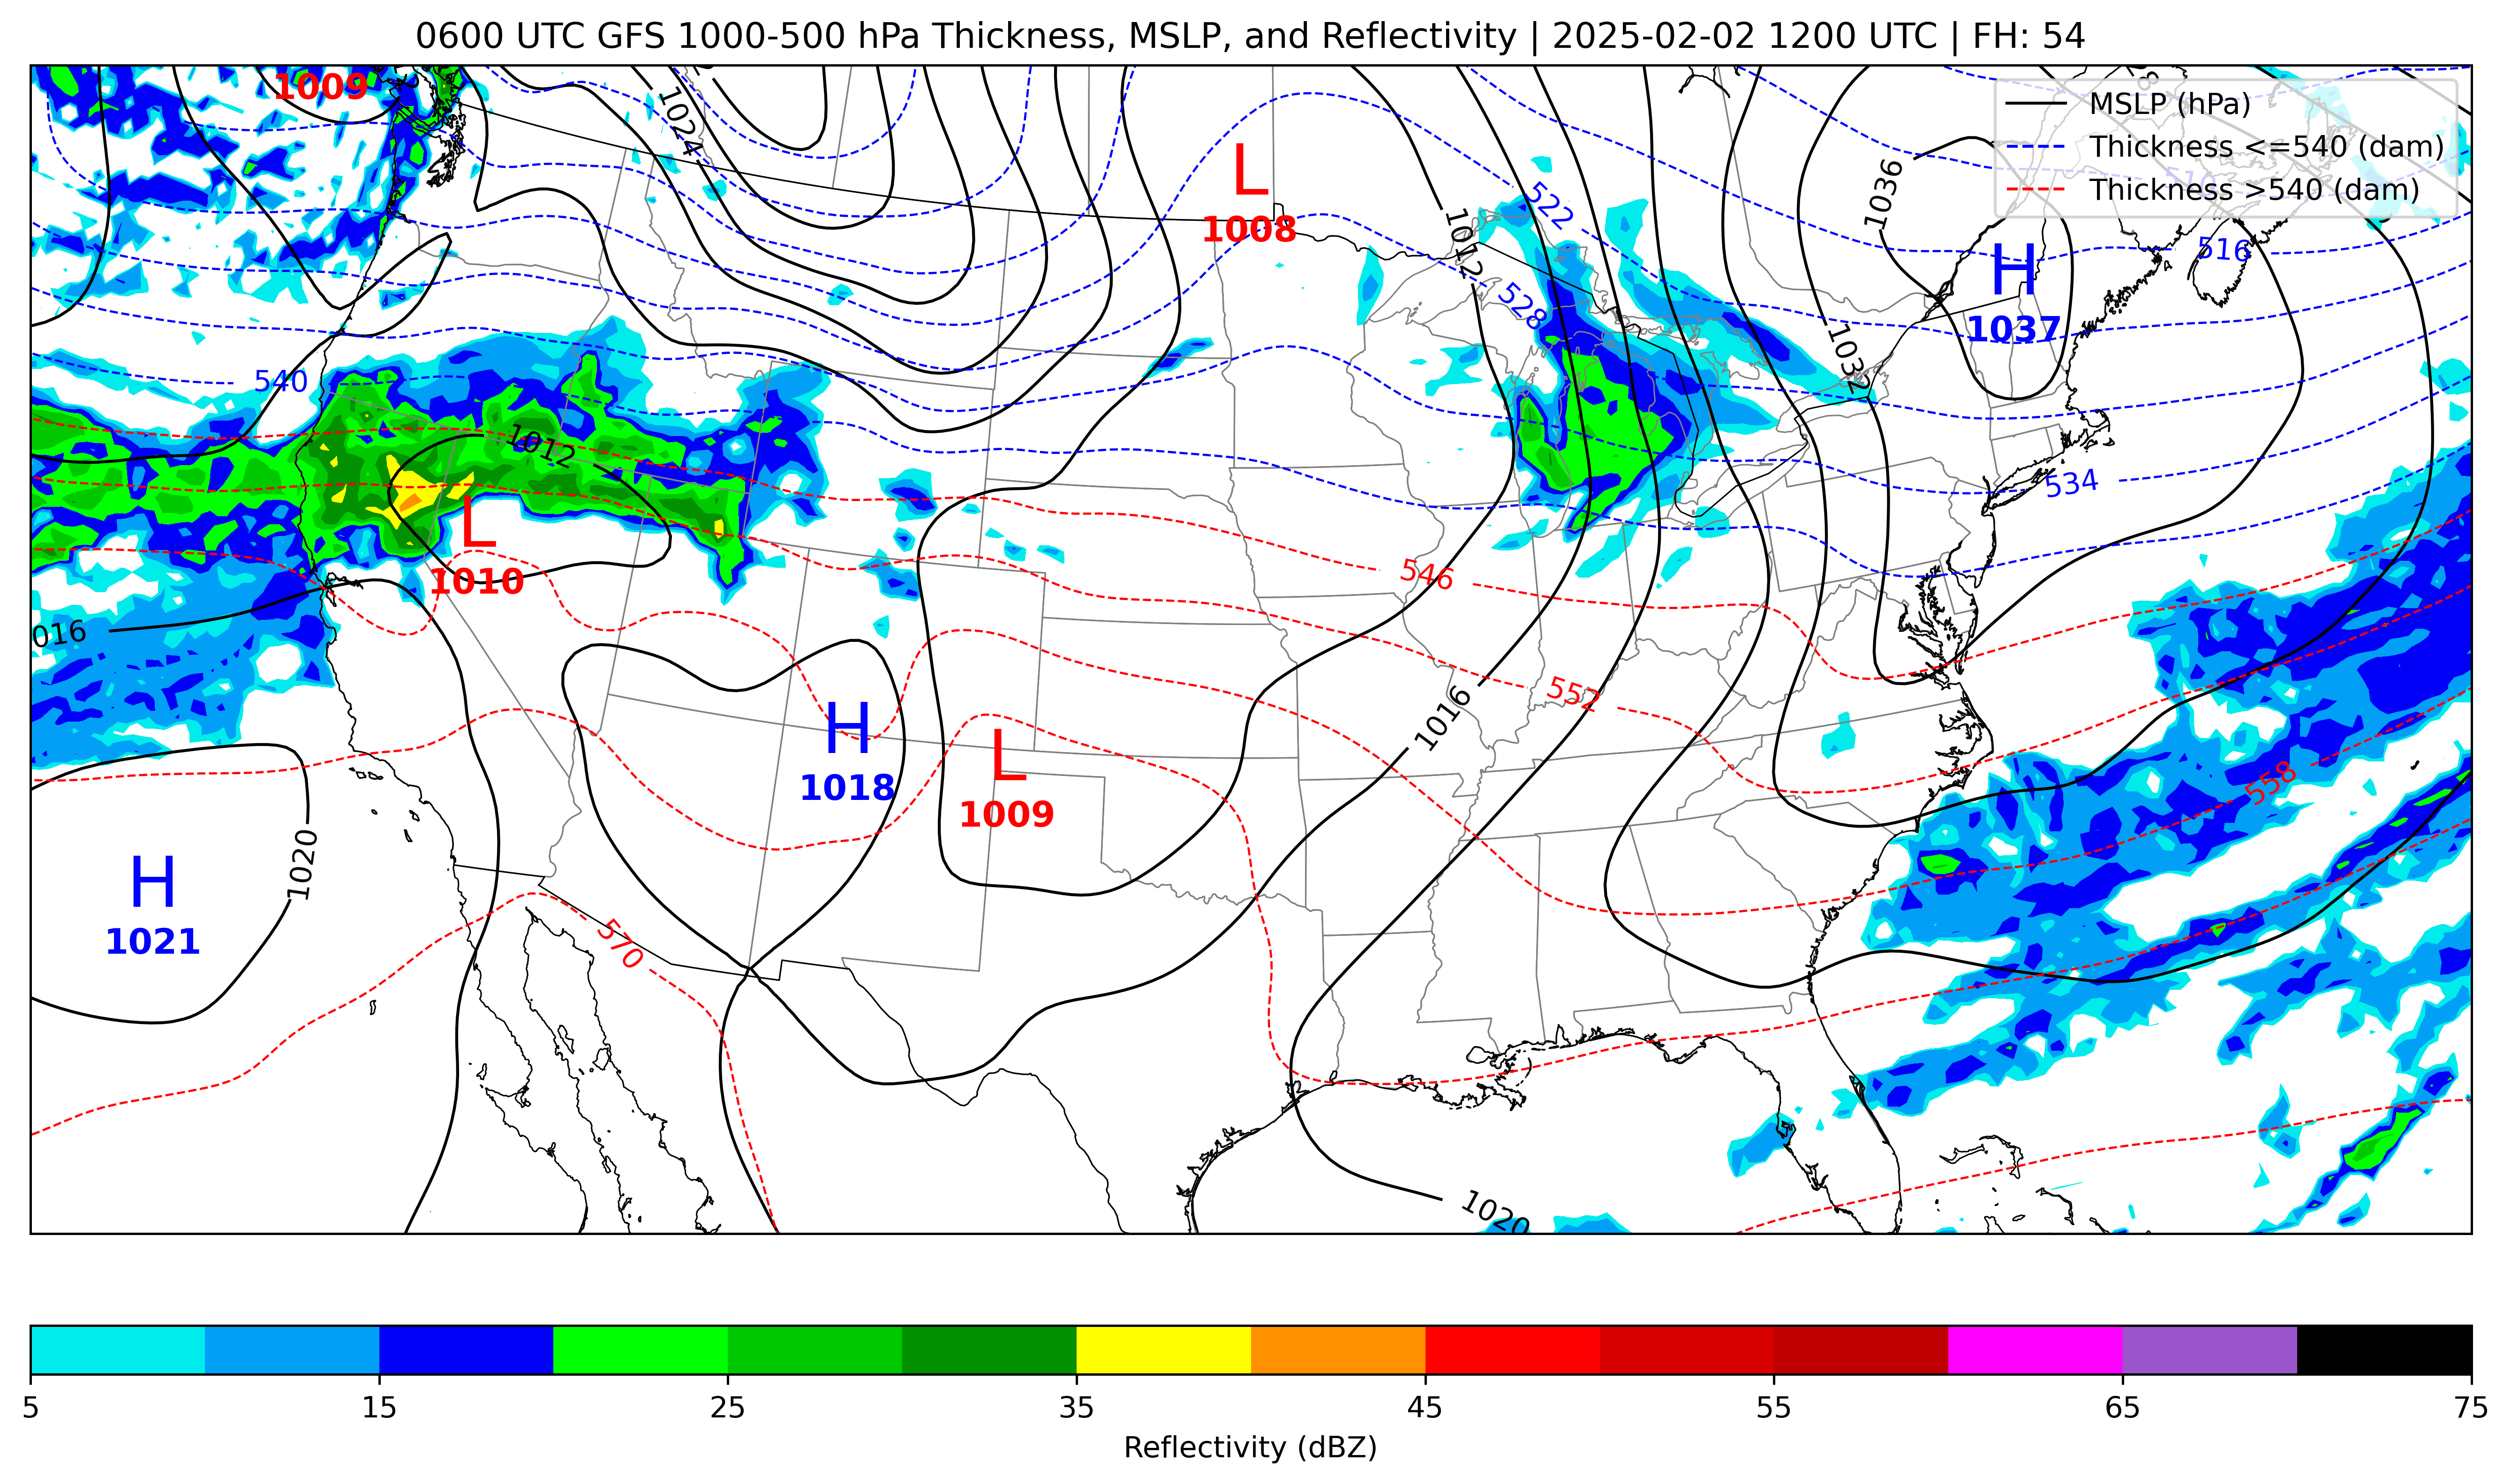 0600 UTC GFS 1000-500 hPa Thickness, MSLP, and Reflectivity | 2025-02-02 1200 UTC | FH: 54
MSLP (hPa)
Thickness <=540 (dam)
Thickness >540 (dam)
1009
1024
L
1008
522
1012
1036
516
H
1037
528
1032
540
1012
534
L
1010
546
016
552
1016
H
1018
L
1009
558
1020
H
1021
570
1020
5 15 25 35 45 55 65 75
Reflectivity (dBZ)